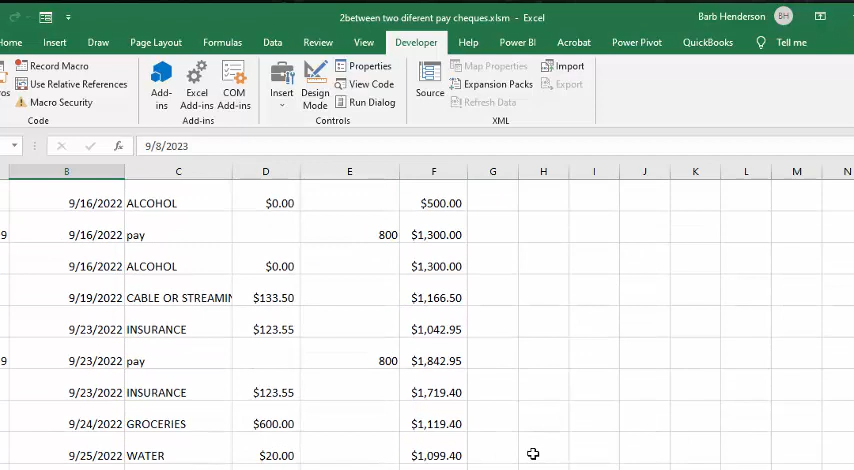 2between two diferent pay cheques.xlsm - Excel
Barb Henderson
BH
Home Insert Draw Page Layout Formulas Data Review View Developer Help Power BI Acrobat Power Pivot QuickBooks Tell me
Record Macro
Use Relative References
Macro Security
Code
Add-ins
Excel Add-ins
COM Add-ins
Add-ins
Insert
Design Mode
Properties
View Code
Run Dialog
Controls
Source
Map Properties
Expansion Packs
Refresh Data
Import
Export
XML
fx 9/8/2023
B C D E F G H I J K L M N
9/16/2022 ALCOHOL $0.00 $500.00
9 9/16/2022 pay 800 $1,300.00
9/16/2022 ALCOHOL $0.00 $1,300.00
9/19/2022 CABLE OR STREAMIN $133.50 $1,166.50
9/23/2022 INSURANCE $123.55 $1,042.95
9 9/23/2022 pay 800 $1,842.95
9/23/2022 INSURANCE $123.55 $1,719.40
9/24/2022 GROCERIES $600.00 $1,119.40
9/25/2022 WATER $20.00 $1,099.40